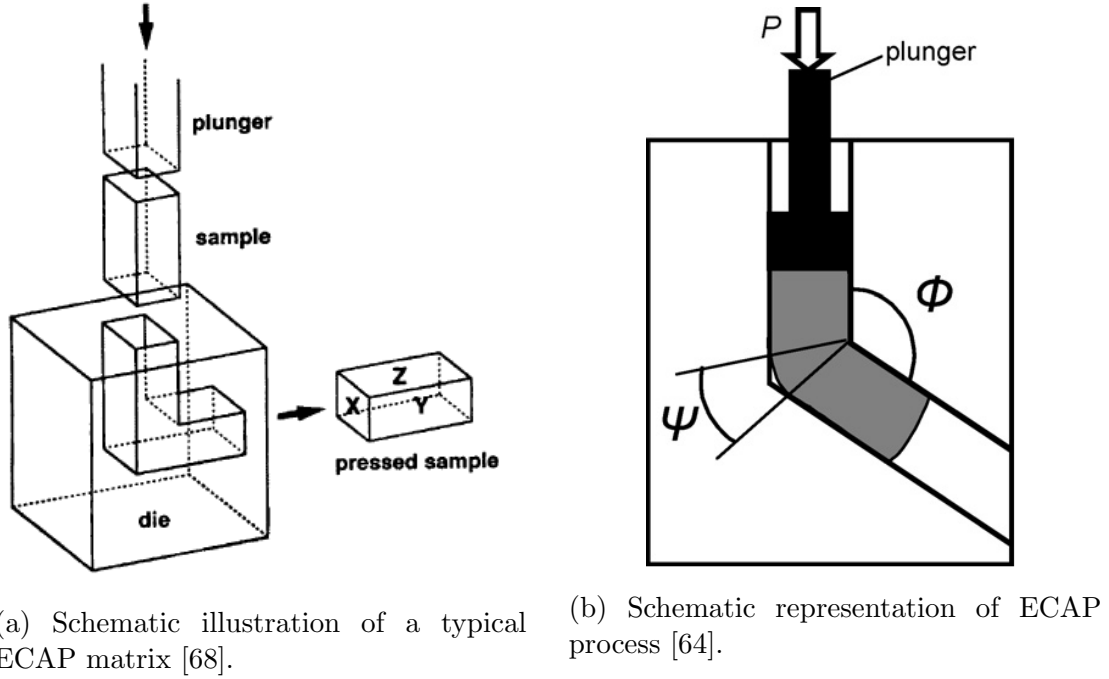 plunger
sample
die
Z
X
Y
pressed sample
P
plunger
Φ
Ψ
(a) Schematic illustration of a typical
ECAP matrix [68].
(b) Schematic representation of ECAP
process [64].